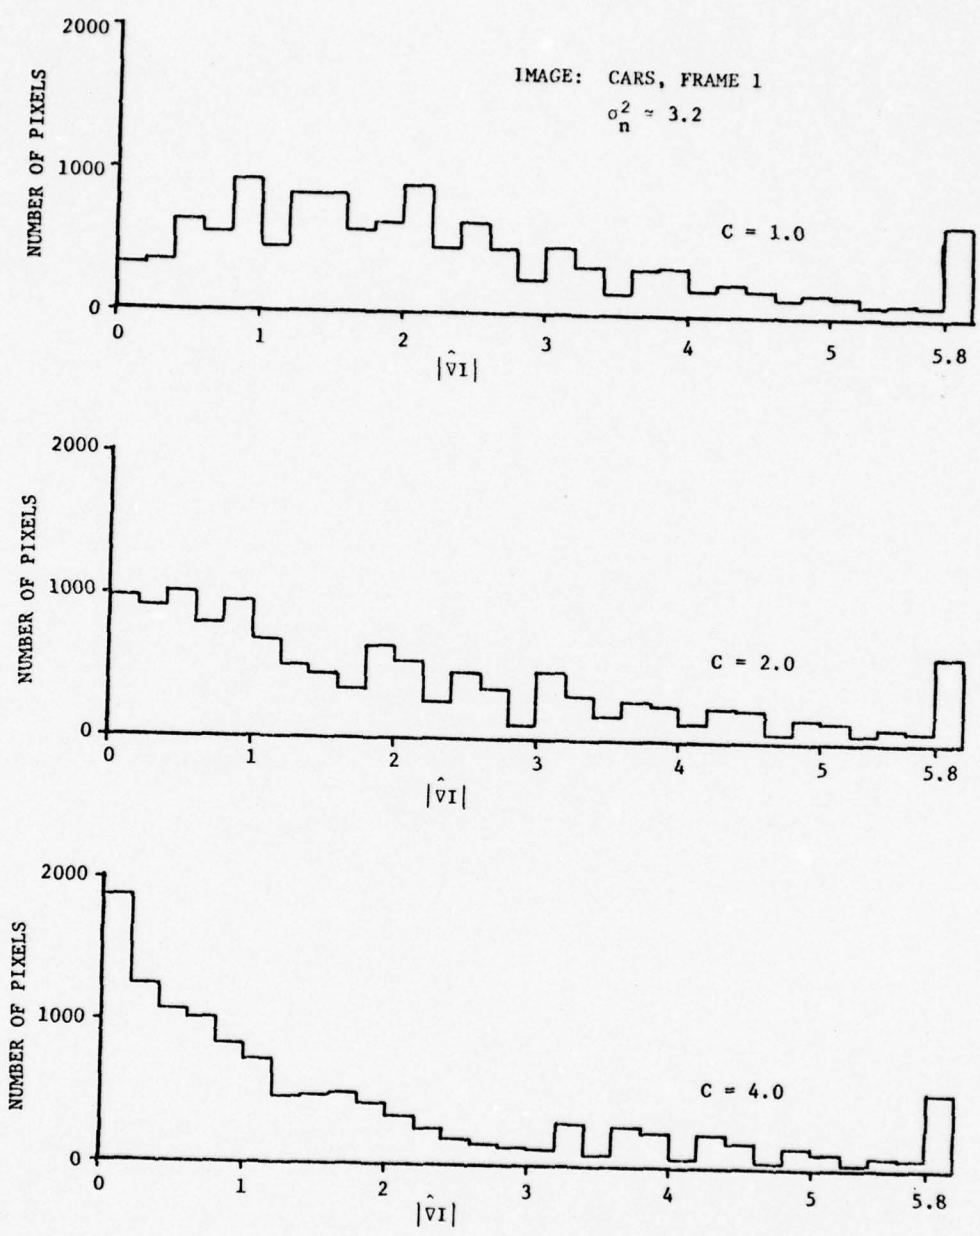 2000
NUMBER OF PIXELS
IMAGE: CARS, FRAME 1
σ²ₙ ≃ 3.2
1000
C = 1.0
0
0 1 2 3 4 5 5.8
|∇̂I|
2000
NUMBER OF PIXELS
1000
C = 2.0
0
0 1 2 3 4 5 5.8
|∇̂I|
2000
NUMBER OF PIXELS
1000
C = 4.0
0
0 1 2 3 4 5 5.8
|∇̂I|